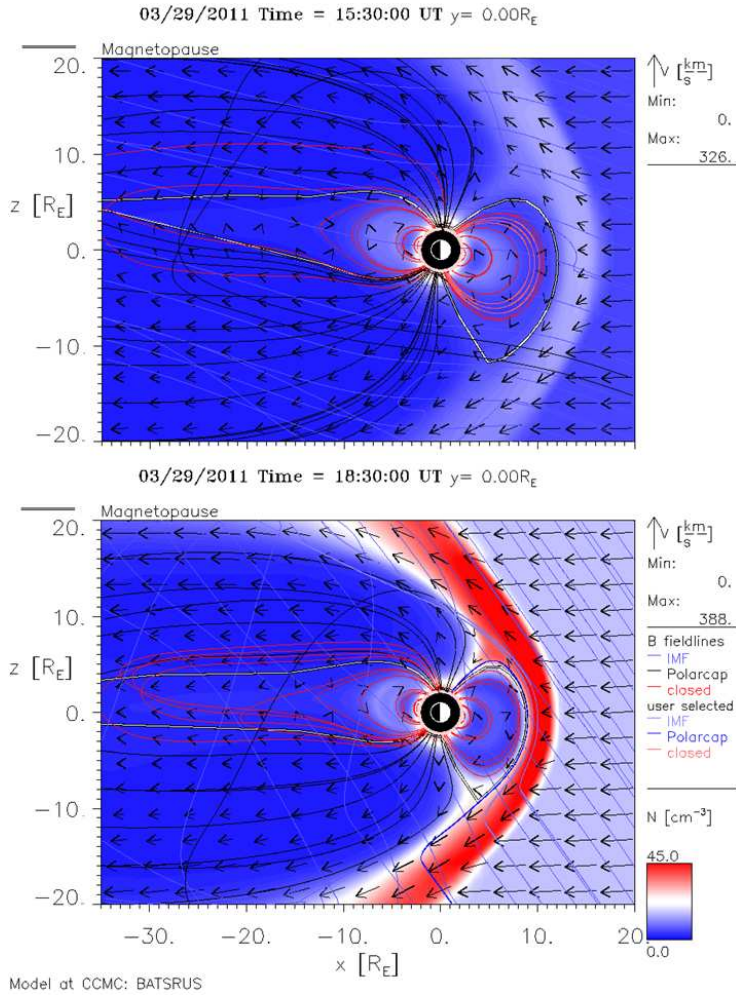 03/29/2011 Time = 15:30:00 UT y= 0.00R_E
Magnetopause
V [km/s]
Min:
0.
Max:
326.
20.
10.
0.
-10.
-20.
z [R_E]
03/29/2011 Time = 18:30:00 UT y= 0.00R_E
Magnetopause
V [km/s]
Min:
0.
Max:
388.
B fieldlines
IMF
Polarcap
closed
user selected
IMF
Polarcap
closed
N [cm⁻³]
45.0
0.0
20.
10.
0.
-10.
-20.
z [R_E]
-30. -20. -10. 0. 10. 20.
x [R_E]
Model at CCMC: BATSRUS